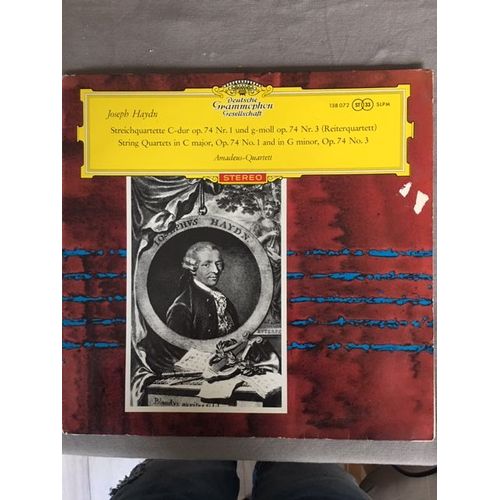 Deutsche
Grammophon
Gesellschaft
138 072 ST 33 SLPM
Joseph Haydn
Streichquartette C-dur op. 74 Nr. 1 und g-moll op. 74 Nr. 3 (Reiterquartett)
String Quartets in C major, Op. 74 No. 1 and in G minor, Op. 74 No. 3
Amadeus-Quartett
STEREO
IOSEPHUS HAYDN